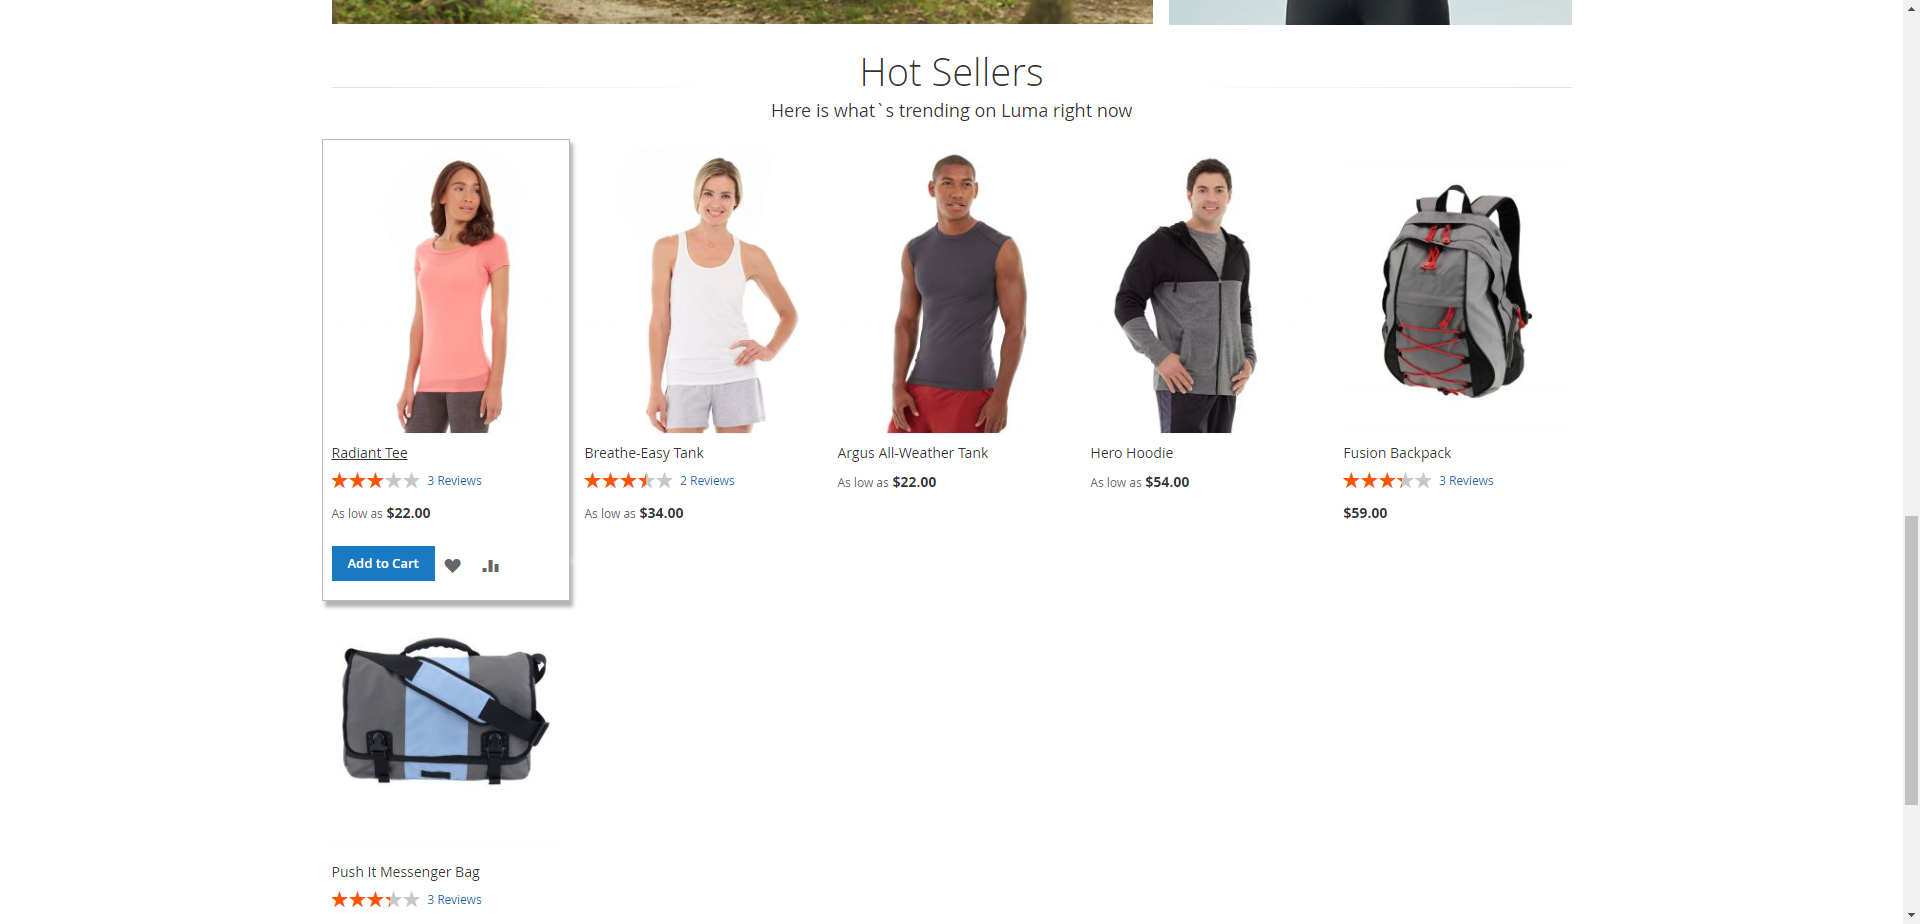 Hot Sellers
Here is what`s trending on Luma right now
Radiant Tee
3 Reviews
As low as $22.00
Add to Cart
Breathe-Easy Tank
2 Reviews
As low as $34.00
Argus All-Weather Tank
As low as $22.00
Hero Hoodie
As low as $54.00
Fusion Backpack
3 Reviews
$59.00
Push It Messenger Bag
3 Reviews